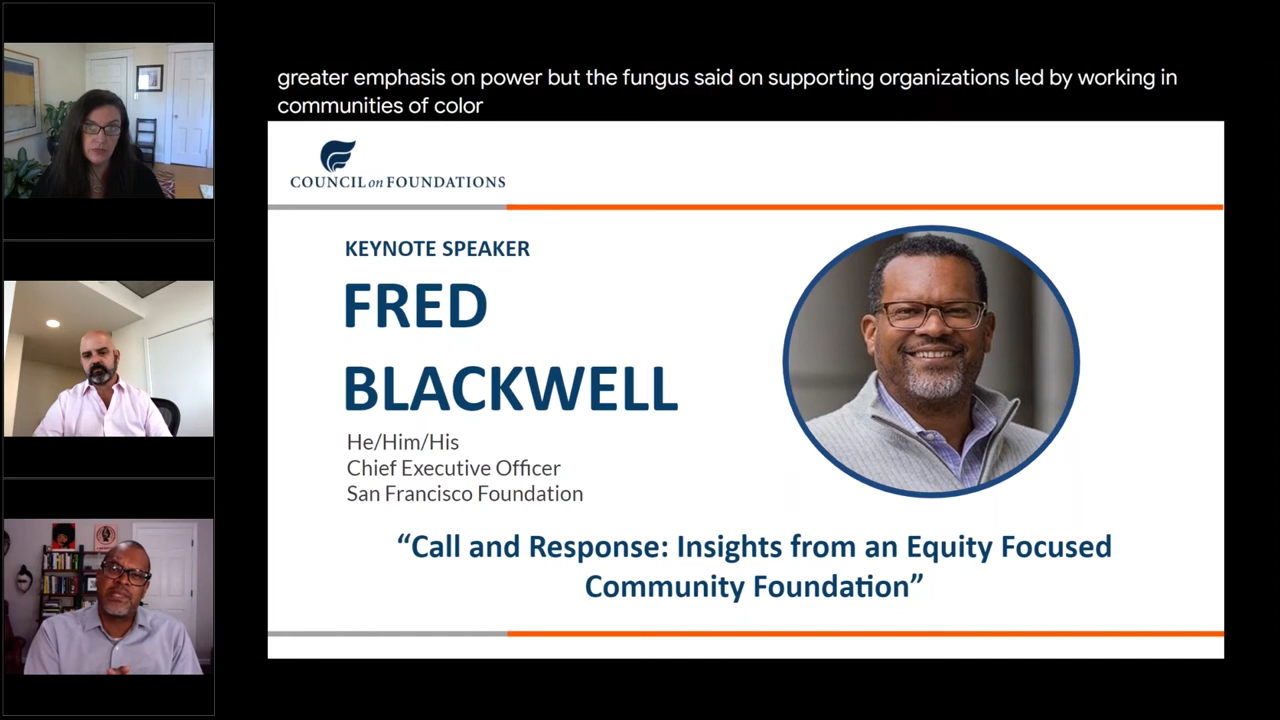 greater emphasis on power but the fungus said on supporting organizations led by working in
communities of color
COUNCIL on FOUNDATIONS
KEYNOTE SPEAKER
FRED
BLACKWELL
He/Him/His
Chief Executive Officer
San Francisco Foundation
“Call and Response: Insights from an Equity Focused
Community Foundation”